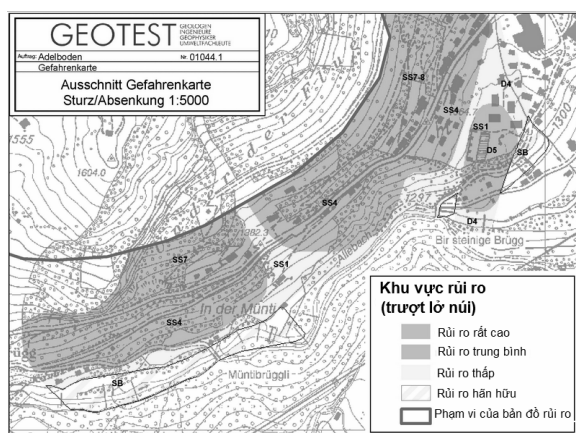 GEOTEST
GEOLOGEN
INGENIEURE
GEOPHYSIKER
UMWELTFACHLEUTE
Auftrag: Adelboden Nr. 01044.1
Gefahrenkarte
Ausschnitt Gefahrenkarte
Sturz/Absenkung 1:5000
1555
1604.0
SS7-8
SS4
D4
SS1
D5
SB
1300
SS4
D4
Bir steinige Brügg
1382.3
SS7
SS1
In der Münti
SS4
Müntibrüggli
SB
Khu vực rủi ro
(trượt lở núi)
Rủi ro rất cao
Rủi ro trung bình
Rủi ro thấp
Rủi ro hãn hữu
Phạm vi của bản đồ rủi ro